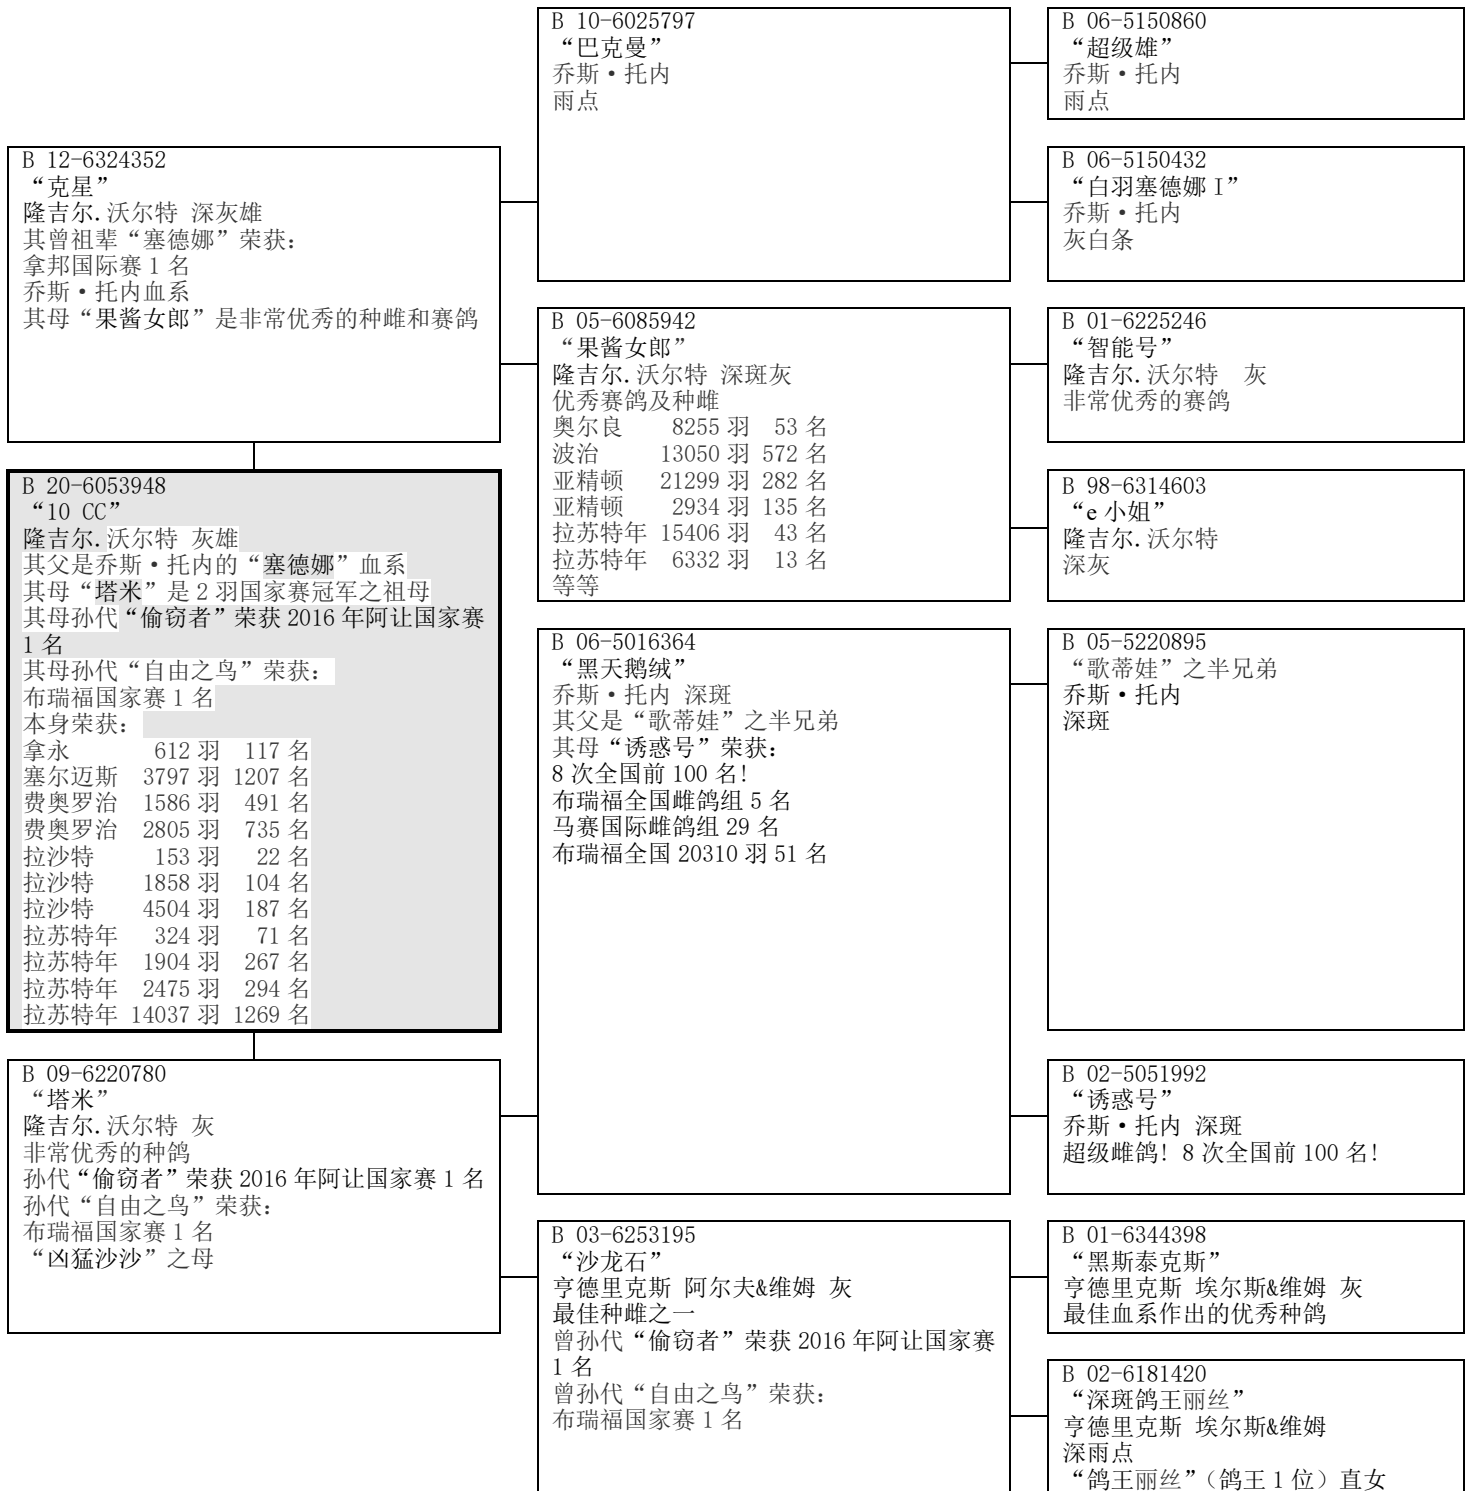 B 10-6025797
“巴克曼”
乔斯•托内
雨点
B 06-5150860
“超级雄”
乔斯•托内
雨点
B 12-6324352
“克星”
隆吉尔.沃尔特 深灰雄
其曾祖辈“塞德娜”荣获:
拿邦国际赛 1 名
乔斯•托内血系
其母“果酱女郎”是非常优秀的种雌和赛鸽
B 06-5150432
“白羽塞德娜 I”
乔斯•托内
灰白条
B 05-6085942
“果酱女郎”
隆吉尔.沃尔特 深斑灰
优秀赛鸽及种雌
奥尔良 8255 羽 53 名
波治 13050 羽 572 名
亚精顿 21299 羽 282 名
亚精顿 2934 羽 135 名
拉苏特年 15406 羽 43 名
拉苏特年 6332 羽 13 名
等等
B 01-6225246
“智能号”
隆吉尔.沃尔特 灰
非常优秀的赛鸽
B 98-6314603
“e 小姐”
隆吉尔.沃尔特
深灰
B 20-6053948
“10 CC”
隆吉尔.沃尔特 灰雄
其父是乔斯•托内的“塞德娜”血系
其母“塔米”是 2 羽国家赛冠军之祖母
其母孙代“偷窃者”荣获 2016 年阿让国家赛
1 名
其母孙代“自由之鸟”荣获:
布瑞福国家赛 1 名
本身荣获:
拿永 612 羽 117 名
塞尔迈斯 3797 羽 1207 名
费奥罗治 1586 羽 491 名
费奥罗治 2805 羽 735 名
拉沙特 153 羽 22 名
拉沙特 1858 羽 104 名
拉沙特 4504 羽 187 名
拉苏特年 324 羽 71 名
拉苏特年 1904 羽 267 名
拉苏特年 2475 羽 294 名
拉苏特年 14037 羽 1269 名
B 06-5016364
“黑天鹅绒”
乔斯•托内 深斑
其父是“歌蒂娃”之半兄弟
其母“诱惑号”荣获:
8 次全国前 100 名!
布瑞福全国雌鸽组 5 名
马赛国际雌鸽组 29 名
布瑞福全国 20310 羽 51 名
B 05-5220895
“歌蒂娃”之半兄弟
乔斯•托内
深斑
B 09-6220780
“塔米”
隆吉尔.沃尔特 灰
非常优秀的种鸽
孙代“偷窃者”荣获 2016 年阿让国家赛 1 名
孙代“自由之鸟”荣获:
布瑞福国家赛 1 名
“凶猛沙沙”之母
B 02-5051992
“诱惑号”
乔斯•托内 深斑
超级雌鸽! 8 次全国前 100 名!
B 03-6253195
“沙龙石”
亨德里克斯 阿尔夫&维姆 灰
最佳种雌之一
曾孙代“偷窃者”荣获 2016 年阿让国家赛
1 名
曾孙代“自由之鸟”荣获:
布瑞福国家赛 1 名
B 01-6344398
“黑斯泰克斯”
亨德里克斯 埃尔斯&维姆 灰
最佳血系作出的优秀种鸽
B 02-6181420
“深斑鸽王丽丝”
亨德里克斯 埃尔斯&维姆
深雨点
“鸽王丽丝”(鸽王 1 位) 直女